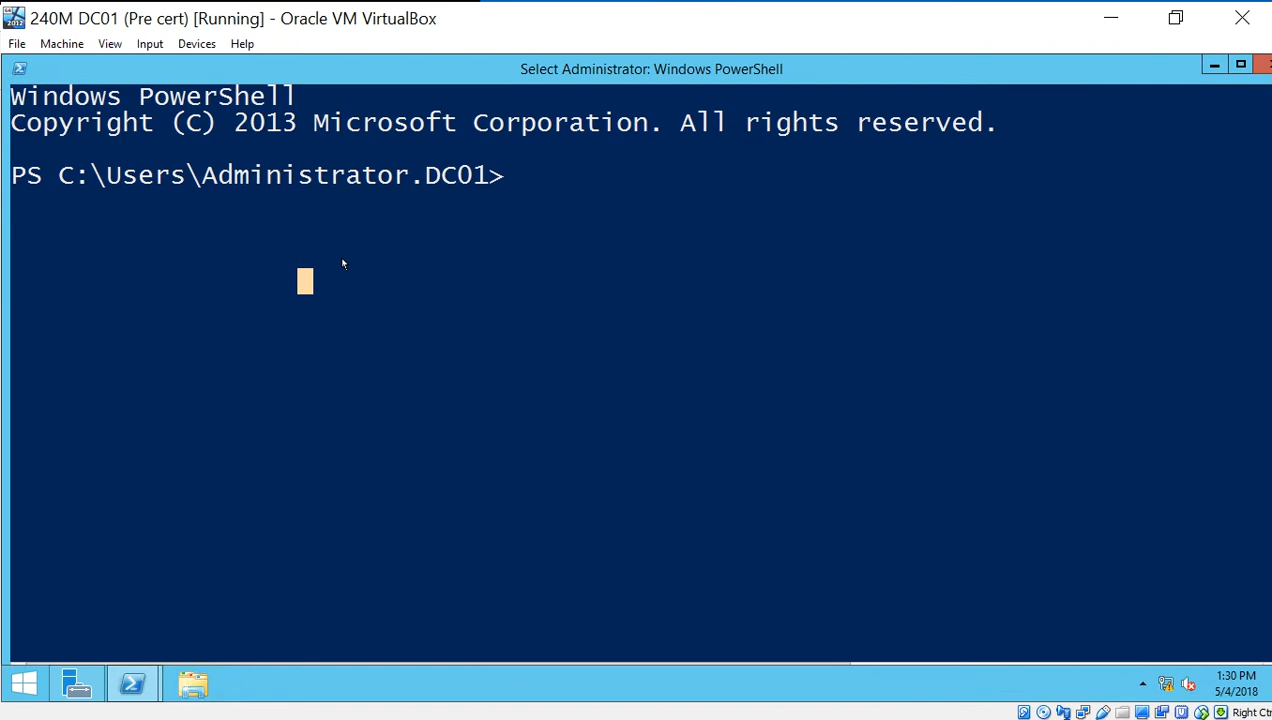 240M DC01 (Pre cert) [Running] - Oracle VM VirtualBox
File Machine View Input Devices Help
Select Administrator: Windows PowerShell
Windows PowerShell
Copyright (C) 2013 Microsoft Corporation. All rights reserved.
PS C:\Users\Administrator.DC01>
1:30 PM
5/4/2018
Right Ctr